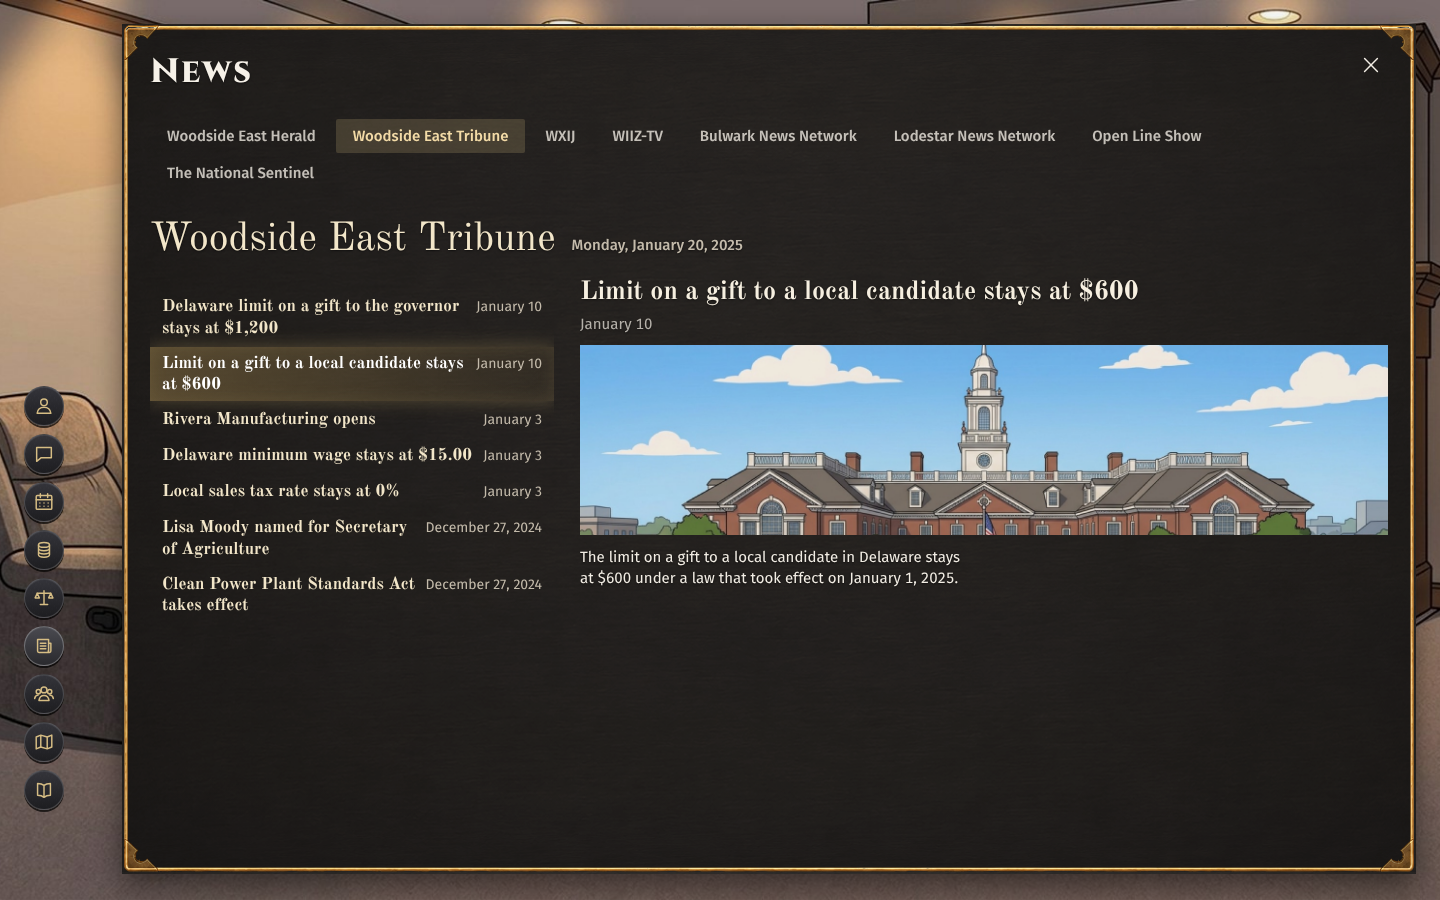 News
Woodside East Herald
Woodside East Tribune
WXIJ
WIIZ-TV
Bulwark News Network
Lodestar News Network
Open Line Show
The National Sentinel
Woodside East Tribune Monday, January 20, 2025
Delaware limit on a gift to the governor January 10
stays at $1,200
Limit on a gift to a local candidate stays January 10
at $600
Rivera Manufacturing opens January 3
Delaware minimum wage stays at $15.00 January 3
Local sales tax rate stays at 0% January 3
Lisa Moody named for Secretary December 27, 2024
of Agriculture
Clean Power Plant Standards Act December 27, 2024
takes effect
Limit on a gift to a local candidate stays at $600
January 10
The limit on a gift to a local candidate in Delaware stays
at $600 under a law that took effect on January 1, 2025.